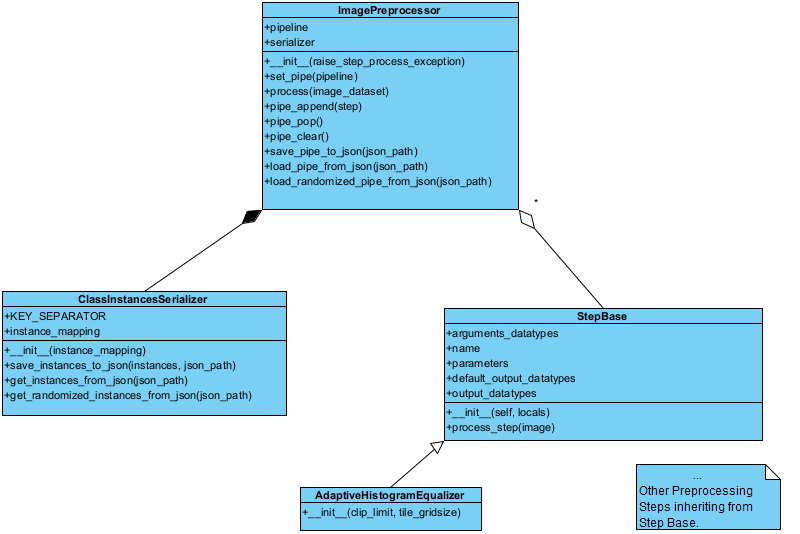 ImagePreprocessor
+pipeline
+serializer
+__init__(raise_step_process_exception)
+set_pipe(pipeline)
+process(image_dataset)
+pipe_append(step)
+pipe_pop()
+pipe_clear()
+save_pipe_to_json(json_path)
+load_pipe_from_json(json_path)
+load_randomized_pipe_from_json(json_path)
*
ClassInstancesSerializer
+KEY_SEPARATOR
+instance_mapping
+__init__(instance_mapping)
+save_instances_to_json(instances, json_path)
+get_instances_from_json(json_path)
+get_randomized_instances_from_json(json_path)
StepBase
+arguments_datatypes
+name
+parameters
+default_output_datatypes
+output_datatypes
+__init__(self, locals)
+process_step(image)
AdaptiveHistogramEqualizer
+__init__(clip_limit, tile_gridsize)
...
Other Preprocessing
Steps inheriting from
Step Base.